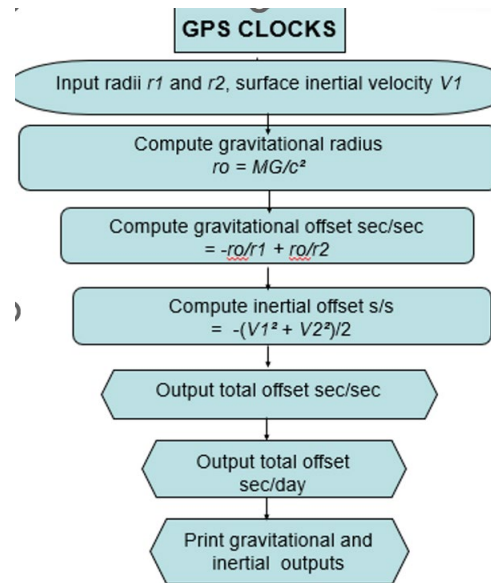 GPS CLOCKS
Input radii r1 and r2, surface inertial velocity V1
Compute gravitational radius
ro = MG/c²
Compute gravitational offset sec/sec
= -ro/r1 + ro/r2
Compute inertial offset s/s
= -(V1² + V2²)/2
Output total offset sec/sec
Output total offset
sec/day
Print gravitational and
inertial outputs